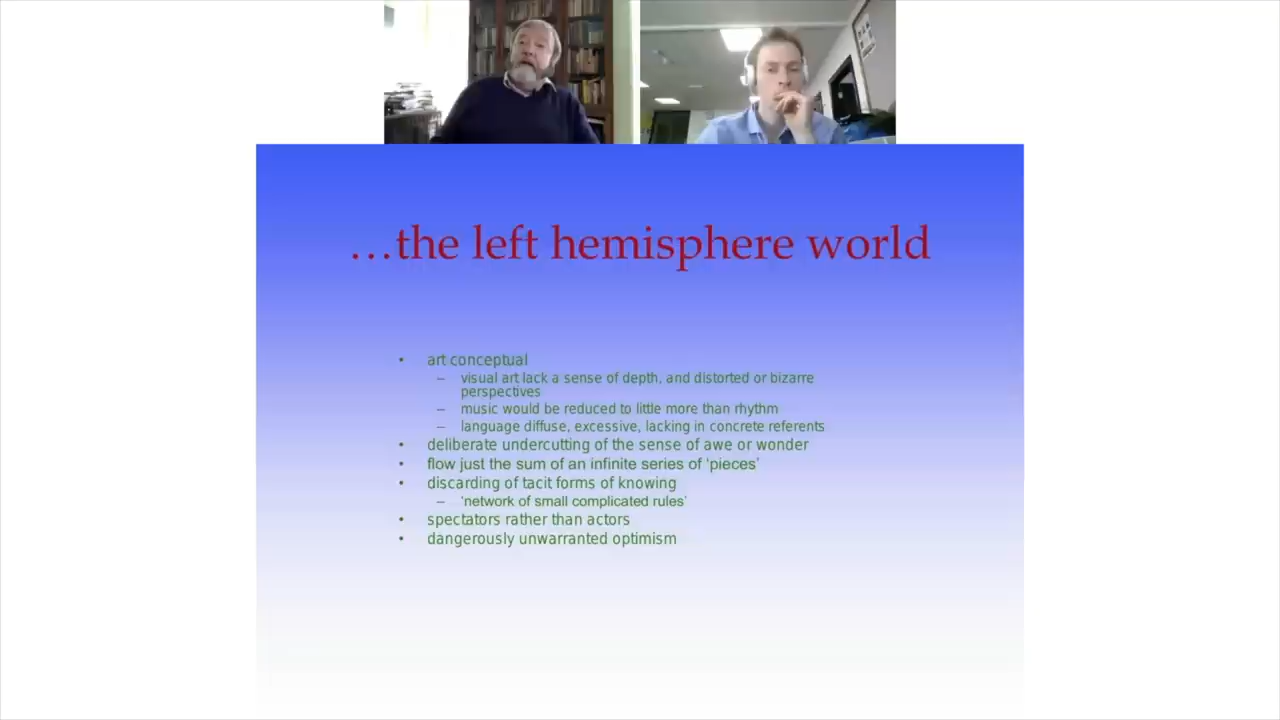 …the left hemisphere world
• art conceptual
– visual art lack a sense of depth, and distorted or bizarre
perspectives
– music would be reduced to little more than rhythm
– language diffuse, excessive, lacking in concrete referents
• deliberate undercutting of the sense of awe or wonder
• flow just the sum of an infinite series of ‘pieces’
• discarding of tacit forms of knowing
– ‘network of small complicated rules’
• spectators rather than actors
• dangerously unwarranted optimism